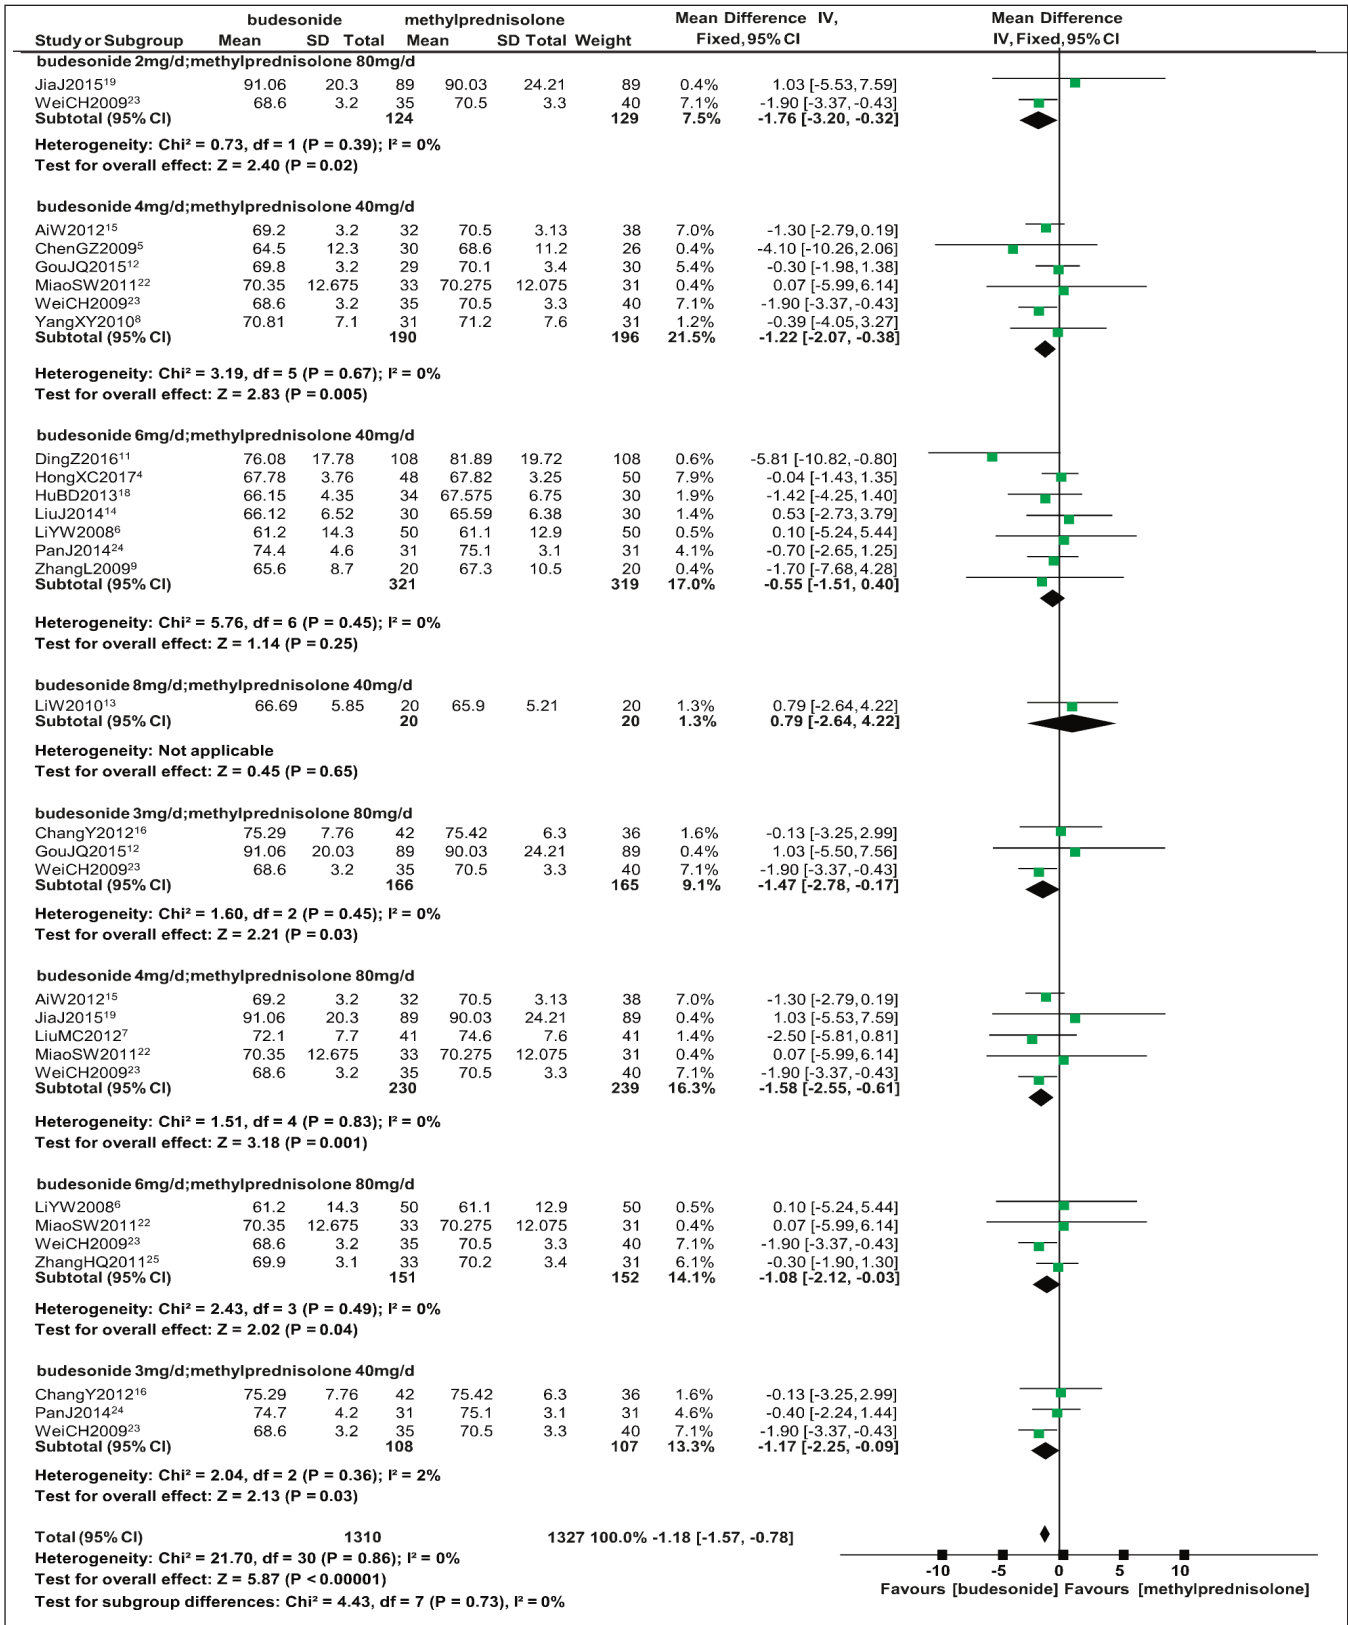 budesonide methylprednisolone Mean Difference IV, Mean Difference
Study or Subgroup Mean SD Total Mean SD Total Weight Fixed, 95% CI IV, Fixed, 95% CI
budesonide 2mg/d;methylprednisolone 80mg/d
JiaJ2015¹⁹ 91.06 20.3 89 90.03 24.21 89 0.4% 1.03 [-5.53, 7.59]
WeiCH2009²³ 68.6 3.2 35 70.5 3.3 40 7.1% -1.90 [-3.37, -0.43]
Subtotal (95% CI) 124 129 7.5% -1.76 [-3.20, -0.32]
Heterogeneity: Chi² = 0.73, df = 1 (P = 0.39); I² = 0%
Test for overall effect: Z = 2.40 (P = 0.02)
budesonide 4mg/d;methylprednisolone 40mg/d
AiW2012¹⁵ 69.2 3.2 32 70.5 3.13 38 7.0% -1.30 [-2.79, 0.19]
ChenGZ2009⁵ 64.5 12.3 30 68.6 11.2 26 0.4% -4.10 [-10.26, 2.06]
GouJQ2015¹² 69.8 3.2 29 70.1 3.4 30 5.4% -0.30 [-1.98, 1.38]
MiaoSW2011²² 70.35 12.675 33 70.275 12.075 31 0.4% 0.07 [-5.99, 6.14]
WeiCH2009²³ 68.6 3.2 35 70.5 3.3 40 7.1% -1.90 [-3.37, -0.43]
YangXY2010⁸ 70.81 7.1 31 71.2 7.6 31 1.2% -0.39 [-4.05, 3.27]
Subtotal (95% CI) 190 196 21.5% -1.22 [-2.07, -0.38]
Heterogeneity: Chi² = 3.19, df = 5 (P = 0.67); I² = 0%
Test for overall effect: Z = 2.83 (P = 0.005)
budesonide 6mg/d;methylprednisolone 40mg/d
DingZ2016¹¹ 76.08 17.78 108 81.89 19.72 108 0.6% -5.81 [-10.82, -0.80]
HongXC2017⁴ 67.78 3.76 48 67.82 3.25 50 7.9% -0.04 [-1.43, 1.35]
HuBD2013¹⁸ 66.15 4.35 34 67.575 6.75 30 1.9% -1.42 [-4.25, 1.40]
LiuJ2014¹⁴ 66.12 6.52 30 65.59 6.38 30 1.4% 0.53 [-2.73, 3.79]
LiYW2008⁶ 61.2 14.3 50 61.1 12.9 50 0.5% 0.10 [-5.24, 5.44]
PanJ2014²⁴ 74.4 4.6 31 75.1 3.1 31 4.1% -0.70 [-2.65, 1.25]
ZhangL2009⁹ 65.6 8.7 20 67.3 10.5 20 0.4% -1.70 [-7.68, 4.28]
Subtotal (95% CI) 321 319 17.0% -0.55 [-1.51, 0.40]
Heterogeneity: Chi² = 5.76, df = 6 (P = 0.45); I² = 0%
Test for overall effect: Z = 1.14 (P = 0.25)
budesonide 8mg/d;methylprednisolone 40mg/d
LiW2010¹³ 66.69 5.85 20 65.9 5.21 20 1.3% 0.79 [-2.64, 4.22]
Subtotal (95% CI) 20 20 1.3% 0.79 [-2.64, 4.22]
Heterogeneity: Not applicable
Test for overall effect: Z = 0.45 (P = 0.65)
budesonide 3mg/d;methylprednisolone 80mg/d
ChangY2012¹⁶ 75.29 7.76 42 75.42 6.3 36 1.6% -0.13 [-3.25, 2.99]
GouJQ2015¹² 91.06 20.03 89 90.03 24.21 89 0.4% 1.03 [-5.50, 7.56]
WeiCH2009²³ 68.6 3.2 35 70.5 3.3 40 7.1% -1.90 [-3.37, -0.43]
Subtotal (95% CI) 166 165 9.1% -1.47 [-2.78, -0.17]
Heterogeneity: Chi² = 1.60, df = 2 (P = 0.45); I² = 0%
Test for overall effect: Z = 2.21 (P = 0.03)
budesonide 4mg/d;methylprednisolone 80mg/d
AiW2012¹⁵ 69.2 3.2 32 70.5 3.13 38 7.0% -1.30 [-2.79, 0.19]
JiaJ2015¹⁹ 91.06 20.3 89 90.03 24.21 89 0.4% 1.03 [-5.53, 7.59]
LiuMC2012⁷ 72.1 7.7 41 74.6 7.6 41 1.4% -2.50 [-5.81, 0.81]
MiaoSW2011²² 70.35 12.675 33 70.275 12.075 31 0.4% 0.07 [-5.99, 6.14]
WeiCH2009²³ 68.6 3.2 35 70.5 3.3 40 7.1% -1.90 [-3.37, -0.43]
Subtotal (95% CI) 230 239 16.3% -1.58 [-2.55, -0.61]
Heterogeneity: Chi² = 1.51, df = 4 (P = 0.83); I² = 0%
Test for overall effect: Z = 3.18 (P = 0.001)
budesonide 6mg/d;methylprednisolone 80mg/d
LiYW2008⁶ 61.2 14.3 50 61.1 12.9 50 0.5% 0.10 [-5.24, 5.44]
MiaoSW2011²² 70.35 12.675 33 70.275 12.075 31 0.4% 0.07 [-5.99, 6.14]
WeiCH2009²³ 68.6 3.2 35 70.5 3.3 40 7.1% -1.90 [-3.37, -0.43]
ZhangHQ2011²⁵ 69.9 3.1 33 70.2 3.4 31 6.1% -0.30 [-1.90, 1.30]
Subtotal (95% CI) 151 152 14.1% -1.08 [-2.12, -0.03]
Heterogeneity: Chi² = 2.43, df = 3 (P = 0.49); I² = 0%
Test for overall effect: Z = 2.02 (P = 0.04)
budesonide 3mg/d;methylprednisolone 40mg/d
ChangY2012¹⁶ 75.29 7.76 42 75.42 6.3 36 1.6% -0.13 [-3.25, 2.99]
PanJ2014²⁴ 74.7 4.2 31 75.1 3.1 31 4.6% -0.40 [-2.24, 1.44]
WeiCH2009²³ 68.6 3.2 35 70.5 3.3 40 7.1% -1.90 [-3.37, -0.43]
Subtotal (95% CI) 108 107 13.3% -1.17 [-2.25, -0.09]
Heterogeneity: Chi² = 2.04, df = 2 (P = 0.36); I² = 2%
Test for overall effect: Z = 2.13 (P = 0.03)
Total (95% CI) 1310 1327 100.0% -1.18 [-1.57, -0.78]
Heterogeneity: Chi² = 21.70, df = 30 (P = 0.86); I² = 0%
Test for overall effect: Z = 5.87 (P < 0.00001)
Test for subgroup differences: Chi² = 4.43, df = 7 (P = 0.73), I² = 0%
-10 -5 0 5 10
Favours [budesonide] Favours [methylprednisolone]